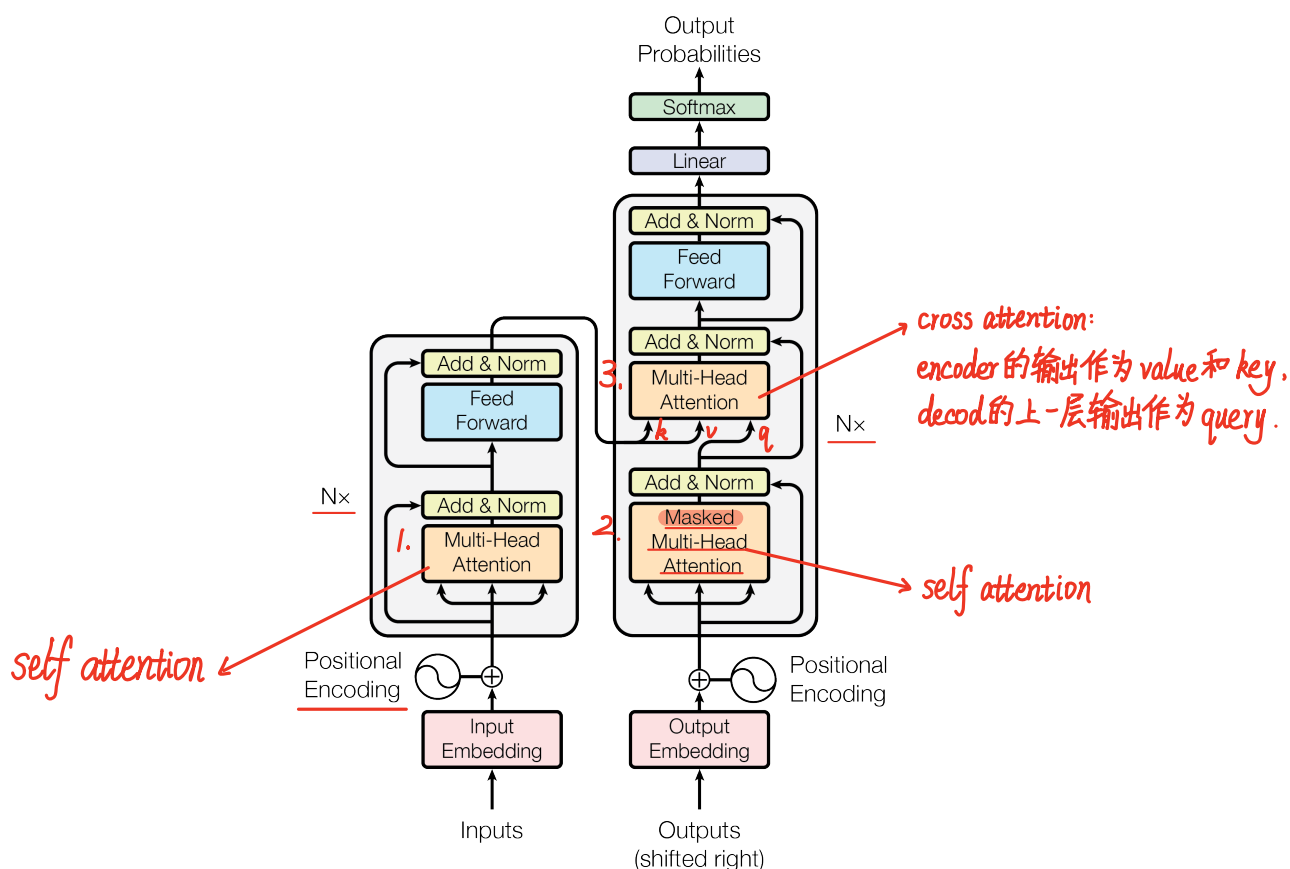 Output
Probabilities
Softmax
Linear
Add & Norm
Feed
Forward
Add & Norm
3.
Multi-Head
Attention
k
v
q
Nx
cross attention:
encoder的输出作为value和key,
decod的上一层输出作为query.
Add & Norm
2.
Masked
Multi-Head
Attention
self attention
Add & Norm
Feed
Forward
Nx
Add & Norm
1.
Multi-Head
Attention
self attention
Positional
Encoding
Positional
Encoding
Input
Embedding
Output
Embedding
Inputs
Outputs
(shifted right)